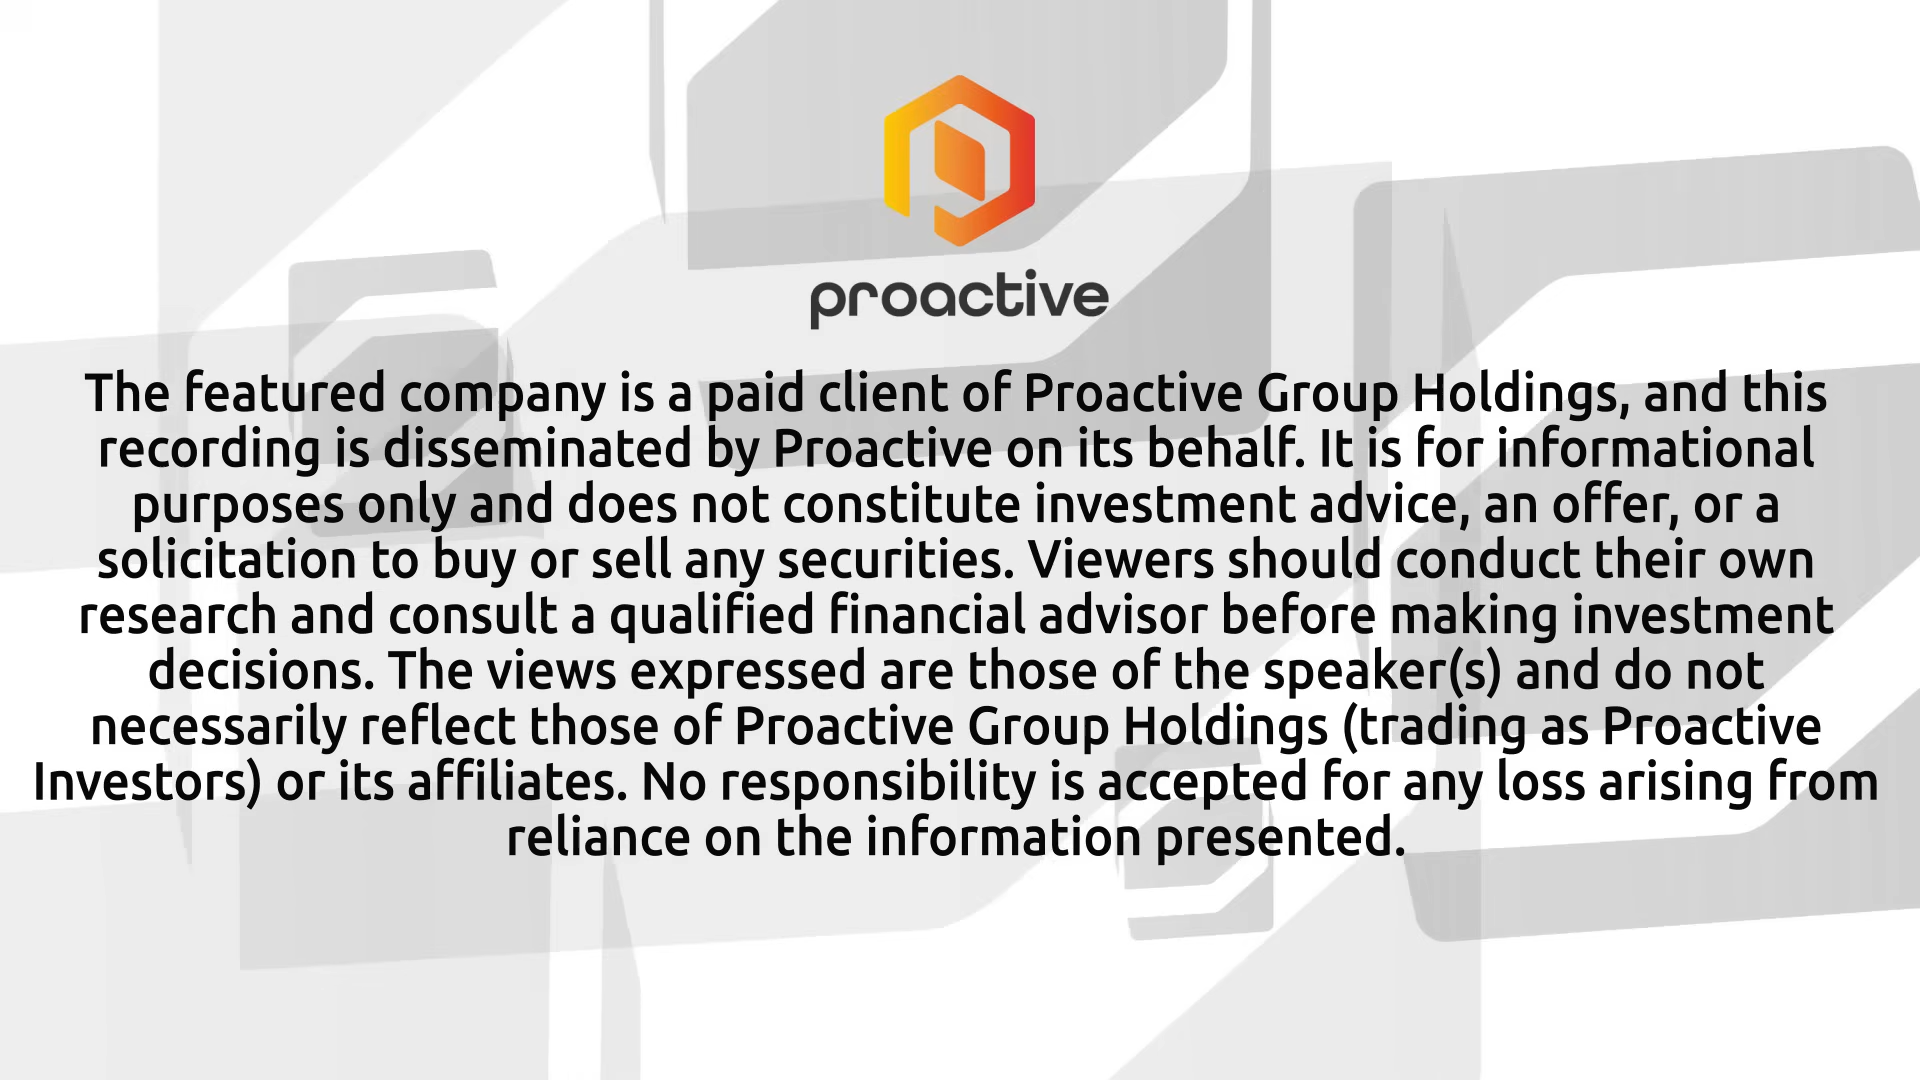 proactive
The featured company is a paid client of Proactive Group Holdings, and this
recording is disseminated by Proactive on its behalf. It is for informational
purposes only and does not constitute investment advice, an offer, or a
solicitation to buy or sell any securities. Viewers should conduct their own
research and consult a qualified financial advisor before making investment
decisions. The views expressed are those of the speaker(s) and do not
necessarily reflect those of Proactive Group Holdings (trading as Proactive
Investors) or its affiliates. No responsibility is accepted for any loss arising from
reliance on the information presented.